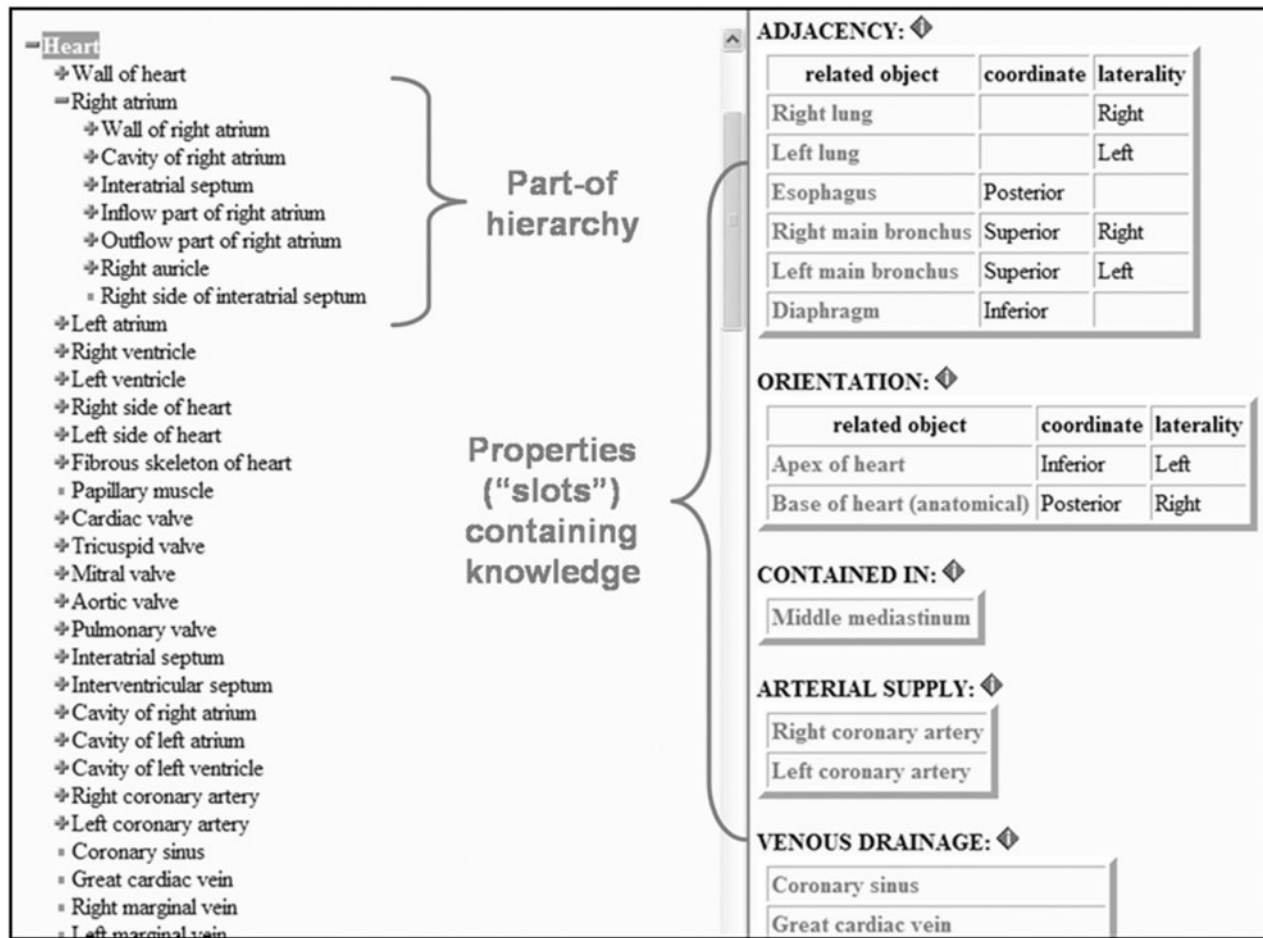 Heart
Wall of heart
Right atrium
Wall of right atrium
Cavity of right atrium
Interatrial septum
Inflow part of right atrium
Outflow part of right atrium
Right auricle
Right side of interatrial septum
Left atrium
Right ventricle
Left ventricle
Right side of heart
Left side of heart
Fibrous skeleton of heart
Papillary muscle
Cardiac valve
Tricuspid valve
Mitral valve
Aortic valve
Pulmonary valve
Interatrial septum
Interventricular septum
Cavity of right atrium
Cavity of left atrium
Cavity of left ventricle
Right coronary artery
Left coronary artery
Coronary sinus
Great cardiac vein
Right marginal vein
Left marginal vein
Part-of
hierarchy
Properties
(“slots”)
containing
knowledge
ADJACENCY:
related object coordinate laterality
Right lung Right
Left lung Left
Esophagus Posterior
Right main bronchus Superior Right
Left main bronchus Superior Left
Diaphragm Inferior
ORIENTATION:
related object coordinate laterality
Apex of heart Inferior Left
Base of heart (anatomical) Posterior Right
CONTAINED IN:
Middle mediastinum
ARTERIAL SUPPLY:
Right coronary artery
Left coronary artery
VENOUS DRAINAGE:
Coronary sinus
Great cardiac vein